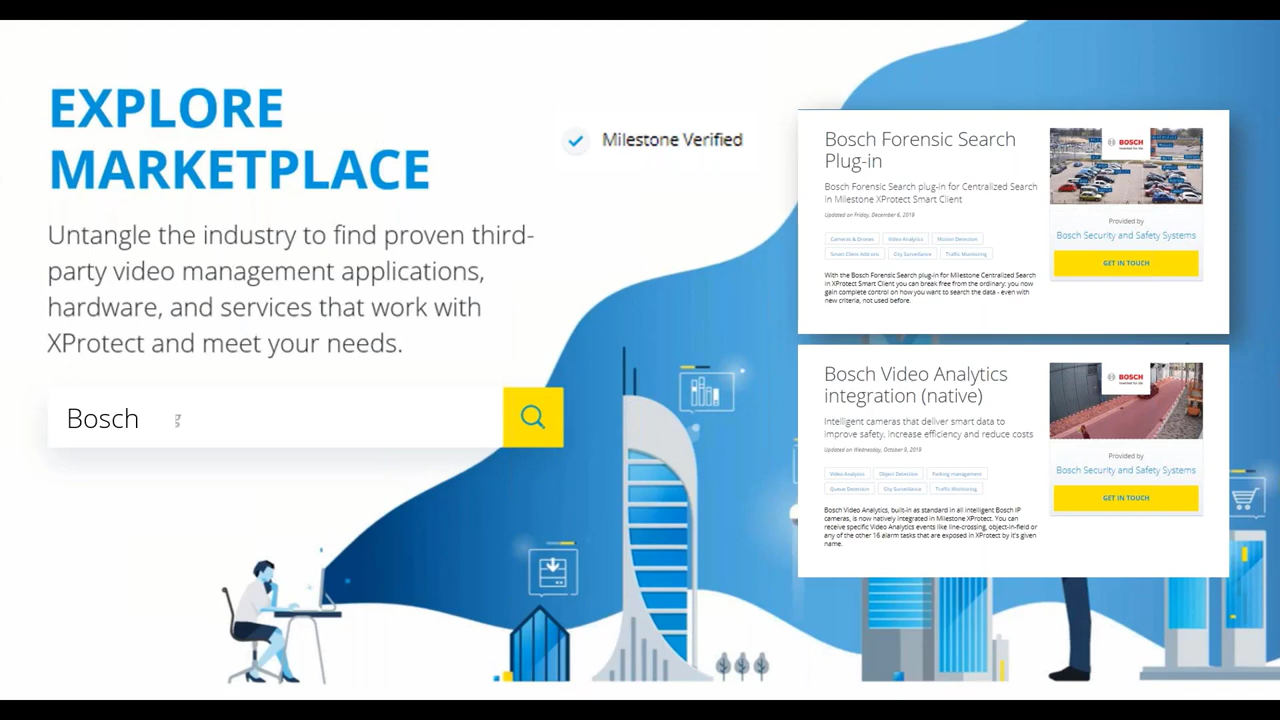 EXPLORE
MARKETPLACE
Untangle the industry to find proven third-
party video management applications,
hardware, and services that work with
XProtect and meet your needs.
Bosch
Milestone Verified
Bosch Forensic Search
Plug-in
Bosch Forensic Search plug-in for Centralized Search
in Milestone XProtect Smart Client
Updated on Friday, December 6, 2019
Cameras & Drones Video Analytics Motion Detection
Smart Client Add-ons City Surveillance Traffic Monitoring
With the Bosch Forensic Search plug-in for Milestone Centralized Search
in XProtect Smart Client you can break free from the ordinary: you now
gain complete control on how you want to search the data - even with
new criteria, not used before.
BOSCH
Invented for life
Provided by
Bosch Security and Safety Systems
GET IN TOUCH
Bosch Video Analytics
integration (native)
Intelligent cameras that deliver smart data to
improve safety, increase efficiency and reduce costs
Updated on Wednesday, October 9, 2019
Video Analytics Object Detection Parking management
Queue Detection City Surveillance Traffic Monitoring
Bosch Video Analytics, built-in as standard in all intelligent Bosch IP
cameras, is now natively integrated in Milestone XProtect. You can
receive specific Video Analytics events like line-crossing, object-in-field or
any of the other 16 alarm tasks that are exposed in XProtect by it's given
name.
BOSCH
Invented for life
Provided by
Bosch Security and Safety Systems
GET IN TOUCH